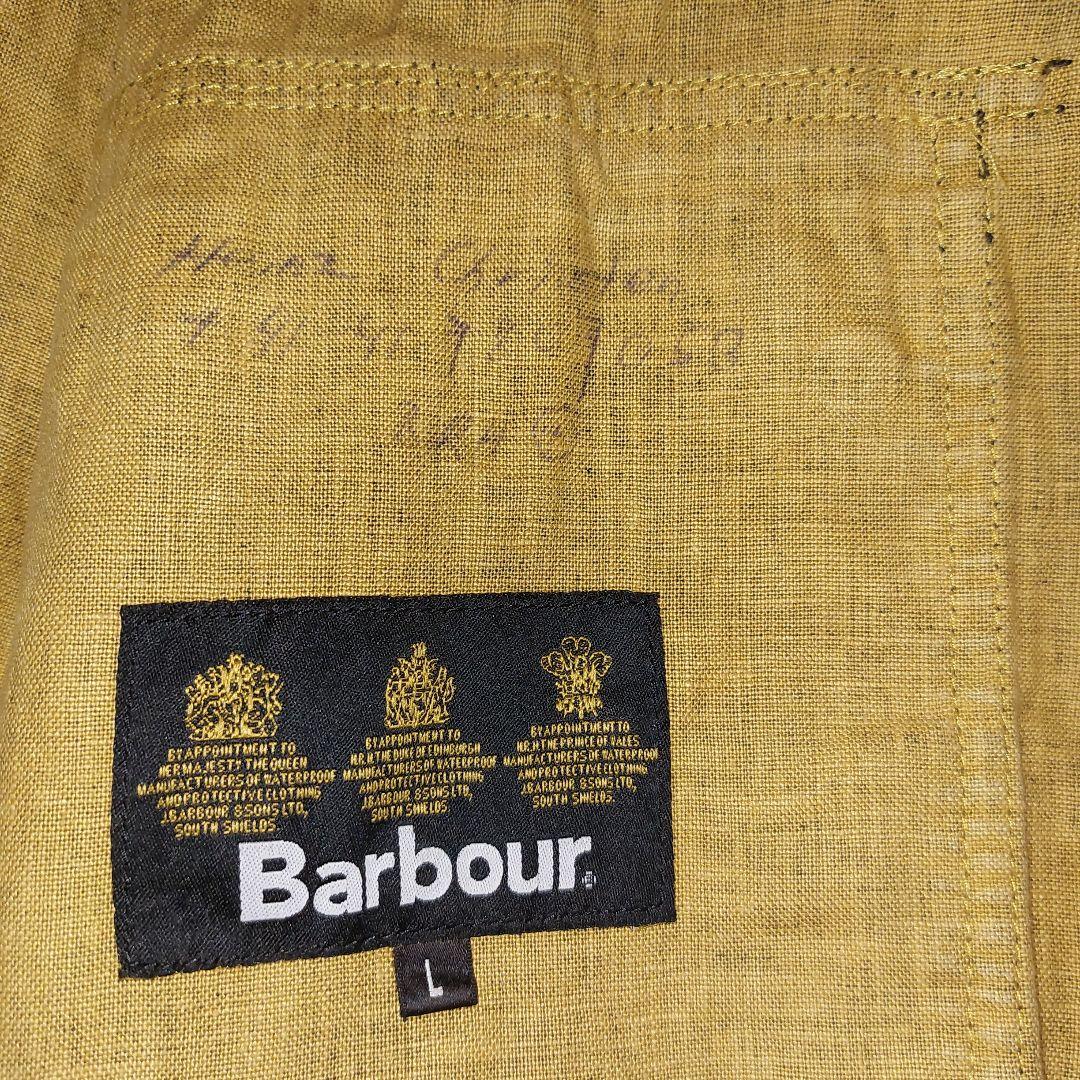 BY APPOINTMENT TO
HER MAJESTY THE QUEEN
MANUFACTURERS OF WATERPROOF
AND PROTECTIVE CLOTHING
J.BARBOUR & SONS LTD,
SOUTH SHIELDS.
BY APPOINTMENT TO
H.R.H. THE DUKE OF EDINBURGH
MANUFACTURERS OF WATERPROOF
AND PROTECTIVE CLOTHING
J.BARBOUR & SONS LTD,
SOUTH SHIELDS.
BY APPOINTMENT TO
H.R.H. THE PRINCE OF WALES
MANUFACTURERS OF WATERPROOF
AND PROTECTIVE CLOTHING
J.BARBOUR & SONS LTD,
SOUTH SHIELDS.
Barbour®
L